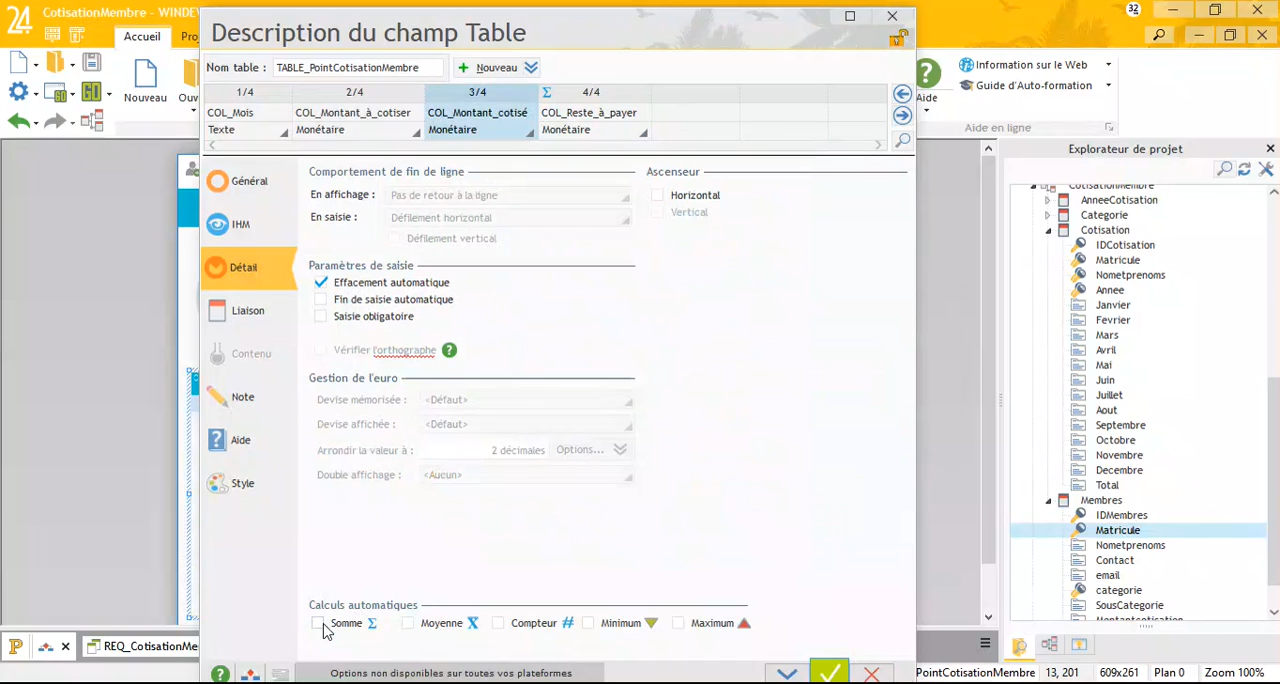 24 CotisationMembre - WINDEV
32
Description du champ Table
Accueil
Nom table : TABLE_PointCotisationMembre
Nouveau
1/4 2/4 3/4 Σ 4/4
COL_Mois COL_Montant_à_cotiser COL_Montant_cotisé COL_Reste_à_payer
Texte Monétaire Monétaire Monétaire
Général
IHM
Détail
Liaison
Contenu
Note
Aide
Style
Comportement de fin de ligne
En affichage : Pas de retour à la ligne
En saisie : Défilement horizontal
Défilement vertical
Ascenseur
Horizontal
Vertical
Paramètres de saisie
Effacement automatique
Fin de saisie automatique
Saisie obligatoire
Vérifier l'orthographe ?
Gestion de l'euro
Devise mémorisée : <Défaut>
Devise affichée : <Défaut>
Arrondir la valeur à : 2 décimales Options...
Double affichage : <Aucun>
Calculs automatiques
Somme Σ Moyenne X Compteur # Minimum Maximum
Options non disponibles sur toutes vos plateformes
Nouveau
GO GO
Aide
Information sur le Web
Guide d'Auto-formation
Aide en ligne
Explorateur de projet
CotisationMembre
AnneeCotisation
Categorie
Cotisation
IDCotisation
Matricule
Nometprenoms
Annee
Janvier
Fevrier
Mars
Avril
Mai
Juin
Juillet
Aout
Septembre
Octobre
Novembre
Decembre
Total
Membres
IDMembres
Matricule
Nometprenoms
Contact
email
categorie
SousCategorie
Montantcotisation
P REQ_CotisationMe
PointCotisationMembre 13, 201 609x261 Plan 0 Zoom 100%